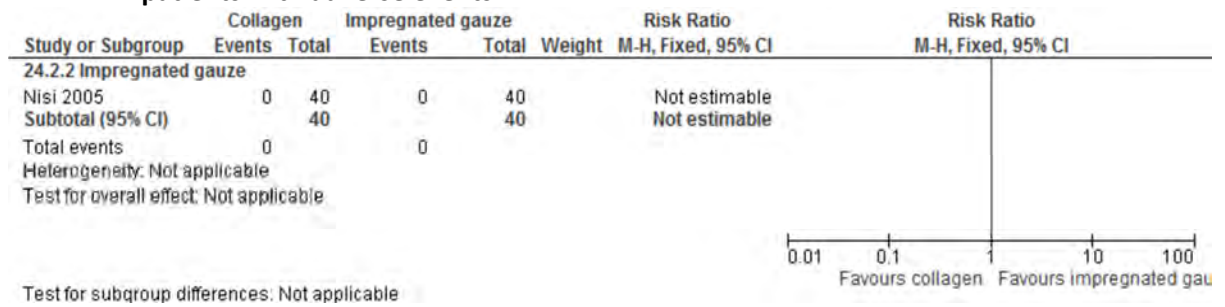 Collagen Impregnated gauze Risk Ratio Risk Ratio
Study or Subgroup Events Total Events Total Weight M-H, Fixed, 95% CI M-H, Fixed, 95% CI
24.2.2 Impregnated gauze
Nisi 2005 0 40 0 40 Not estimable
Subtotal (95% CI) 40 40 Not estimable
Total events 0 0
Heterogeneity: Not applicable
Test for overall effect: Not applicable
0.01 0.1 1 10 100
Favours collagen Favours impregnated gau
Test for subgroup differences: Not applicable